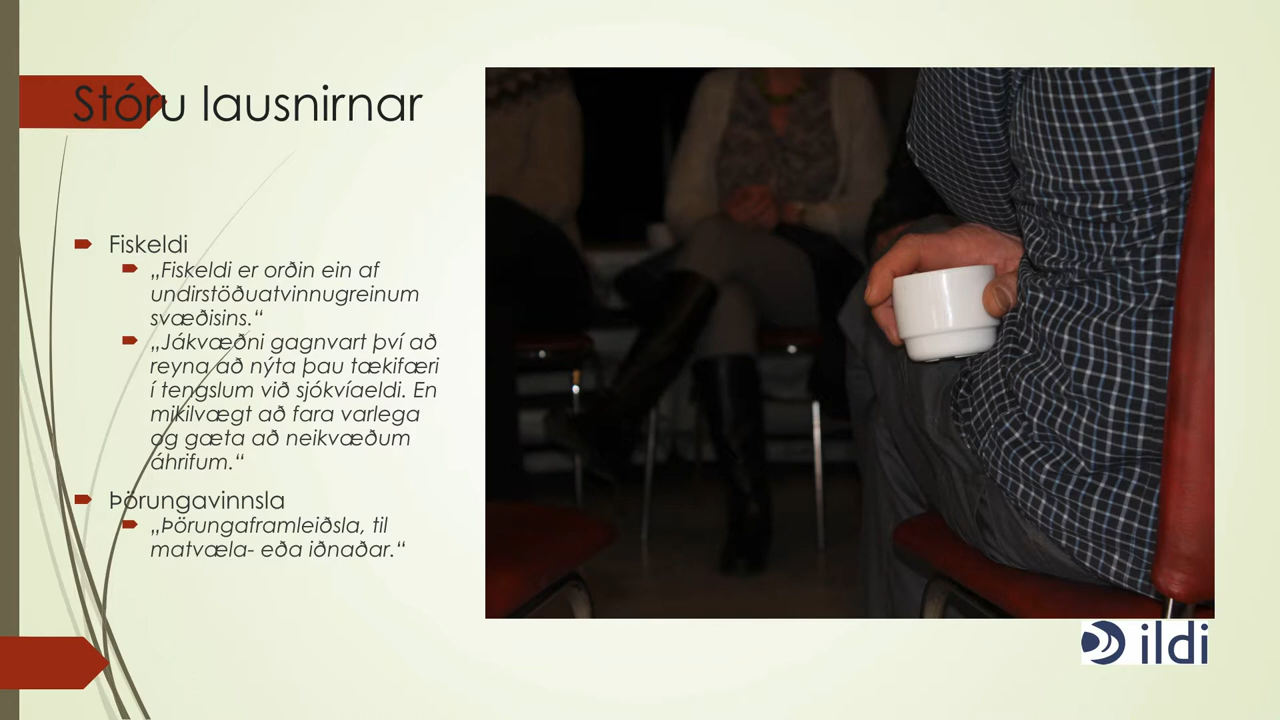 Stóru lausnirnar
Fiskeldi
„Fiskeldi er orðin ein af
undirstöðuatvinnugreinum
svæðisins.“
„Jákvæðni gagnvart því að
reyna að nýta þau tækifæri
í tengslum við sjókvíaeldi. En
mikilvægt að fara varlega
og gæta að neikvæðum
áhrifum.“
Þörungavinnsla
„Þörungaframleiðsla, til
matvæla- eða iðnaðar.“
ildi